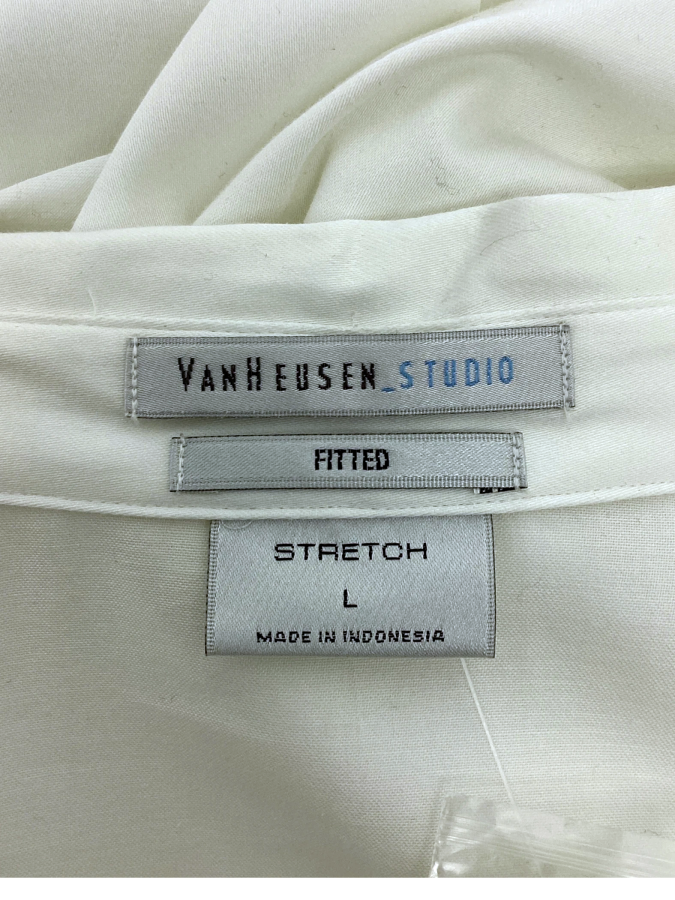 VANHEUSEN_STUDIO
FITTED
STRETCH
L
MADE IN INDONESIA